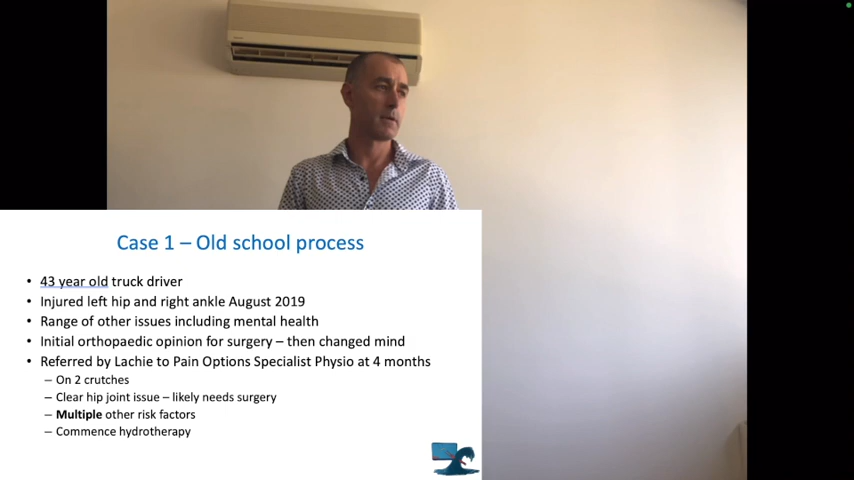 Case 1 – Old school process
• 43 year old truck driver
• Injured left hip and right ankle August 2019
• Range of other issues including mental health
• Initial orthopaedic opinion for surgery – then changed mind
• Referred by Lachie to Pain Options Specialist Physio at 4 months
– On 2 crutches
– Clear hip joint issue – likely needs surgery
– Multiple other risk factors
– Commence hydrotherapy